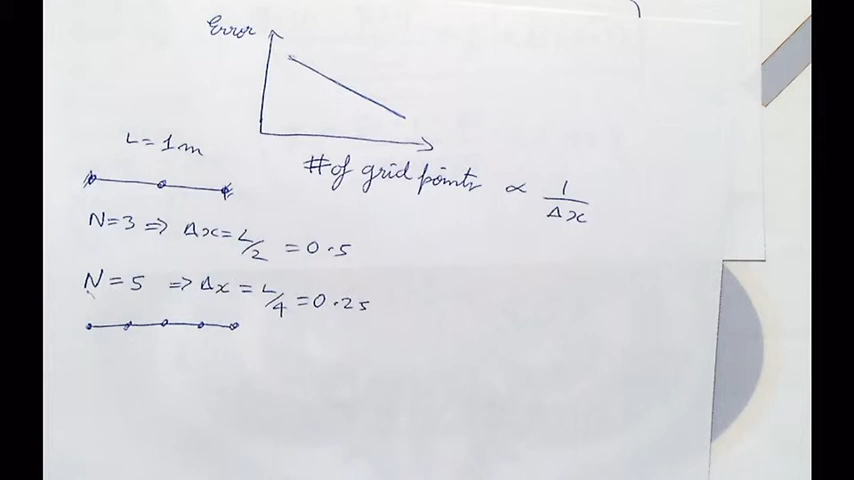 Error
# of grid points ∝ 1/Δx
L = 1m
N = 3 ⇒ Δx = L/2 = 0.5
N = 5 ⇒ Δx = L/4 = 0.25